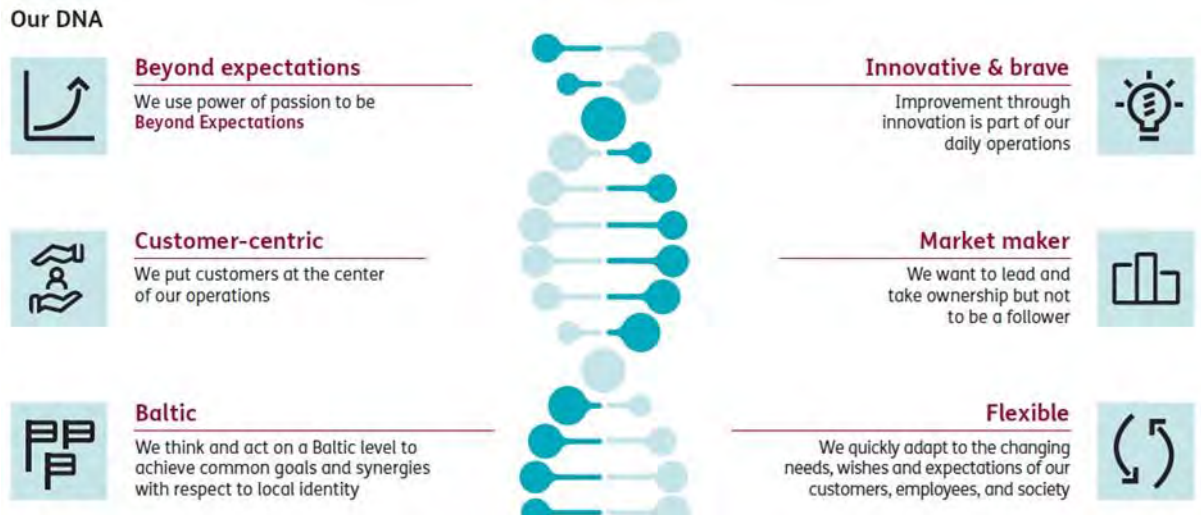 Our DNA
Beyond expectations
We use power of passion to be
Beyond Expectations
Customer-centric
We put customers at the center
of our operations
Baltic
We think and act on a Baltic level to
achieve common goals and synergies
with respect to local identity
Innovative & brave
Improvement through
innovation is part of our
daily operations
Market maker
We want to lead and
take ownership but not
to be a follower
Flexible
We quickly adapt to the changing
needs, wishes and expectations of our
customers, employees, and society